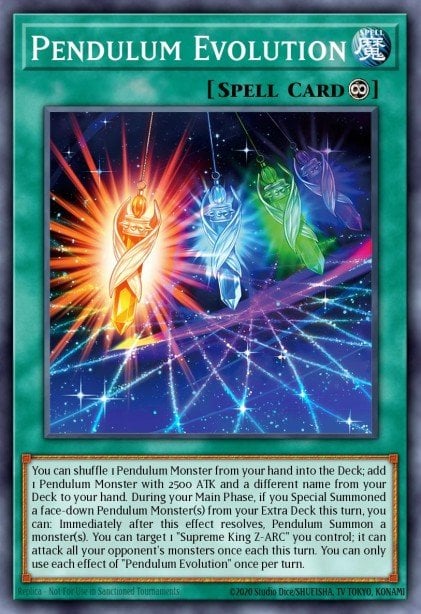 PENDULUM EVOLUTION
SPELL
魔
[SPELL CARD]
You can shuffle 1 Pendulum Monster from your hand into the Deck; add
1 Pendulum Monster with 2500 ATK and a different name from your
Deck to your hand. During your Main Phase, if you Special Summoned
a face-down Pendulum Monster(s) from your Extra Deck this turn, you
can: Immediately after this effect resolves, Pendulum Summon a
monster(s). You can target 1 "Supreme King Z-ARC" you control; it can
attack all your opponent's monsters once each this turn. You can only
use each effect of "Pendulum Evolution" once per turn.
Replica - Not For Use in Sanctioned Tournaments
©2020 Studio Dice/SHUEISHA, TV TOKYO, KONAMI